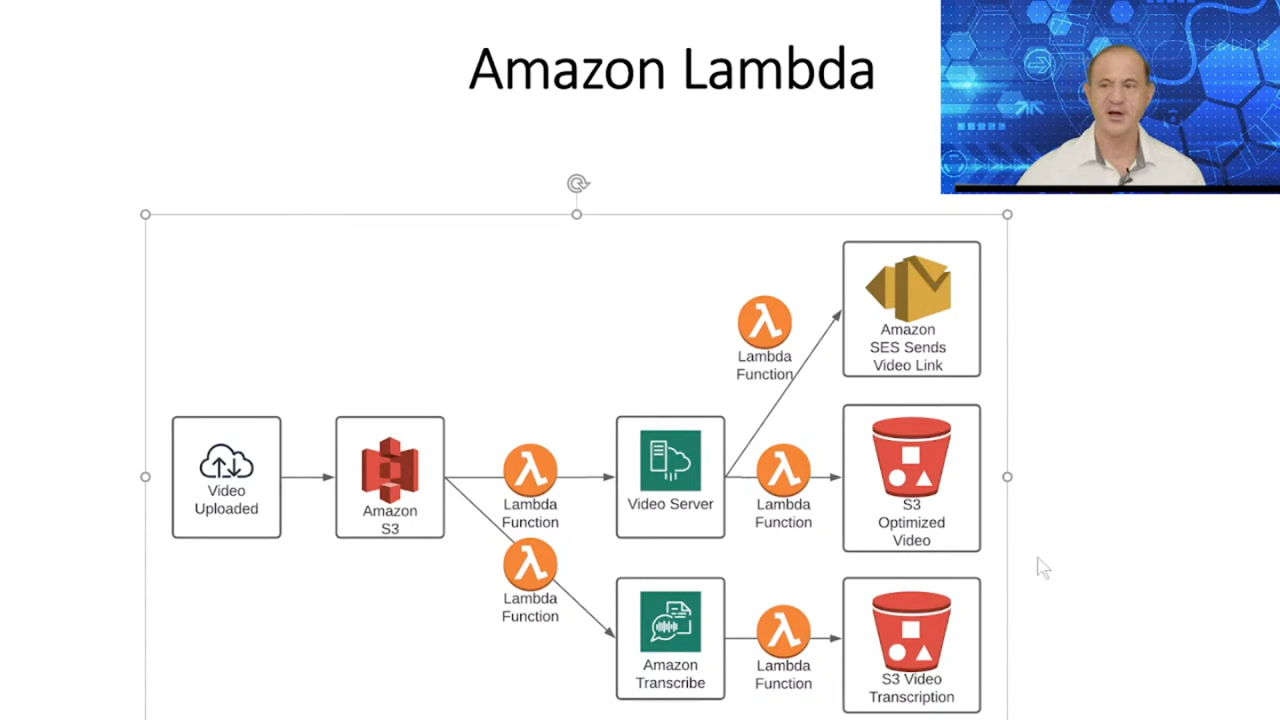 Amazon Lambda
Lambda
Function
Amazon
SES Sends
Video Link
Video
Uploaded
Amazon
S3
Lambda
Function
Video Server
Lambda
Function
S3
Optimized
Video
Lambda
Function
Amazon
Transcribe
Lambda
Function
S3 Video
Transcription